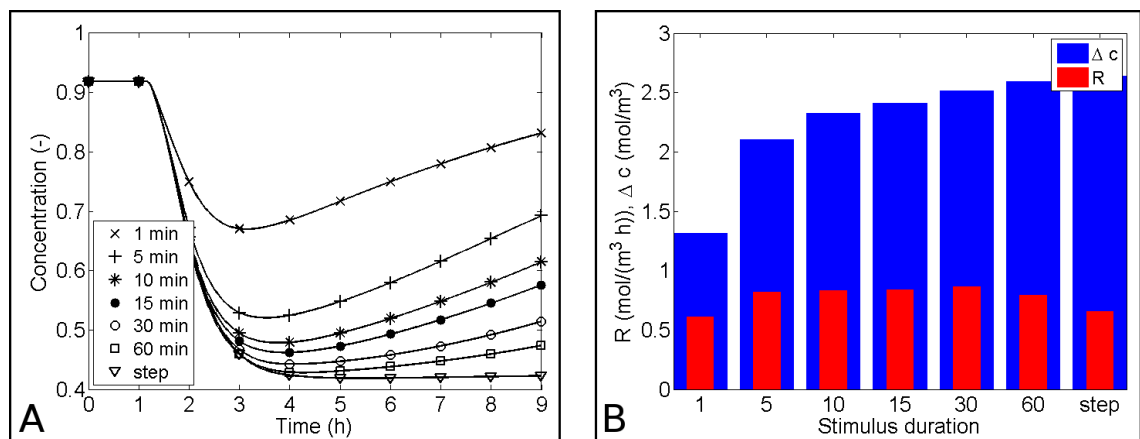 1
0.9
0.8
0.7
0.6
0.5
0.4
Concentration (-)
1 min
5 min
10 min
15 min
30 min
60 min
step
0 1 2 3 4 5 6 7 8 9
Time (h)
A
3
2.5
2
1.5
1
0.5
0
R (mol/(m³ h)), Δ c (mol/m³)
Δ c
R
1 5 10 15 30 60 step
Stimulus duration
B